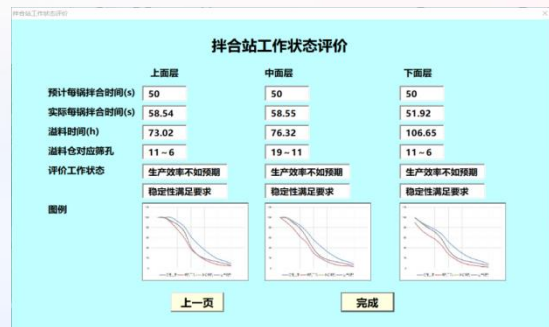 拌合站工作状态评价
拌合站工作状态评价
上面层 中面层 下面层
预计每锅拌合时间(s) 50 50 50
实际每锅拌合时间(s) 58.54 58.55 51.92
溢料时间(h) 73.02 76.32 106.65
溢料仓对应筛孔 11~6 19~11 11~6
评价工作状态 生产效率不如预期 生产效率不如预期 生产效率不如预期
稳定性满足要求 稳定性满足要求 稳定性满足要求
图例
上一页 完成